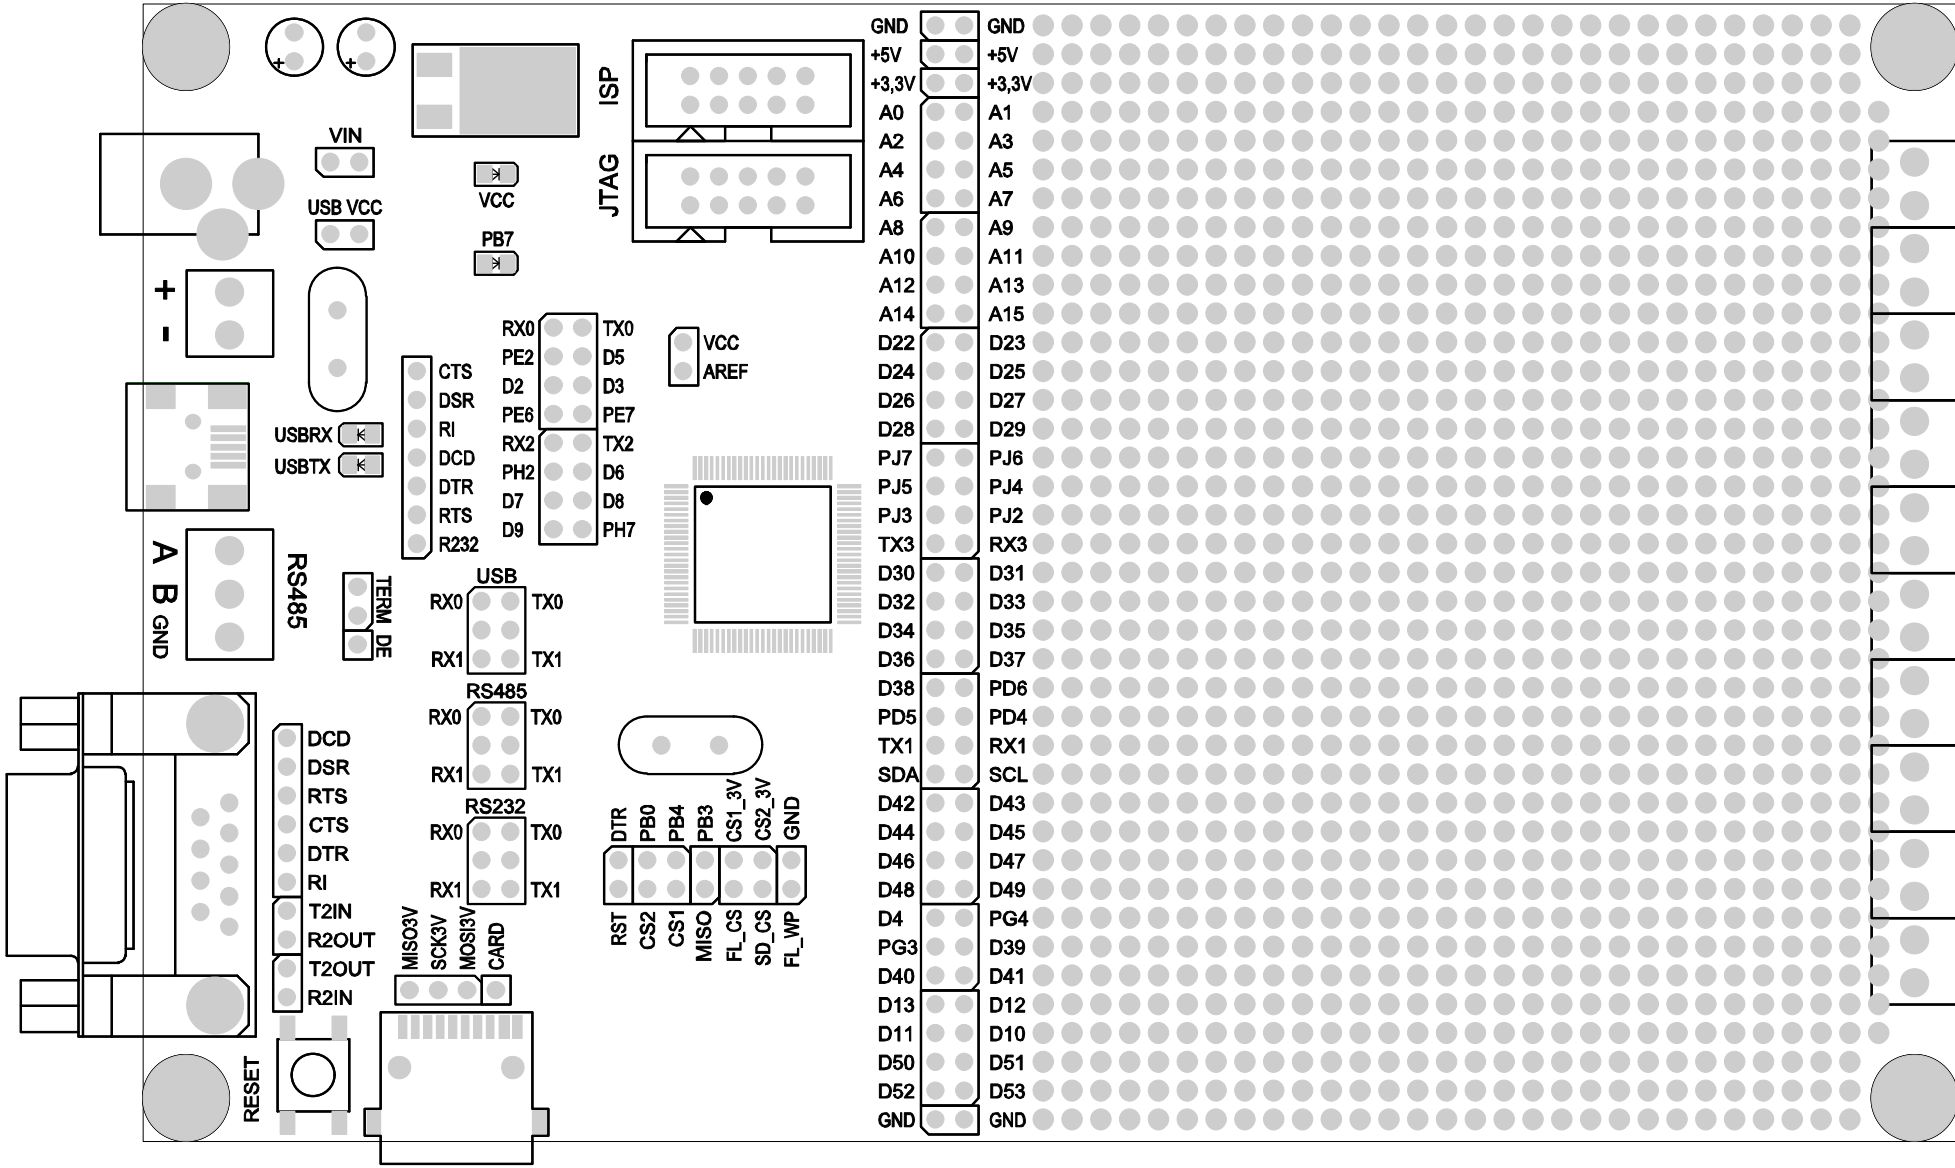 ISP
JTAG
VIN
USB VCC
VCC
PB7
+
-
+
+
USBRX
USBTX
CTS
DSR
RI
DCD
DTR
RTS
R232
RX0 TX0
PE2 D5
D2 D3
PE6 PE7
RX2 TX2
PH2 D6
D7 D8
D9 PH7
VCC
AREF
A B GND
RS485
TERM DE
USB
RX0 TX0
RX1 TX1
RS485
RX0 TX0
RX1 TX1
RS232
RX0 TX0
RX1 TX1
DCD
DSR
RTS
CTS
DTR
RI
T2IN
R2OUT
T2OUT
R2IN
RESET
MISO3V
SCK3V
MOSI3V
CARD
DTR
PB0
PB4
PB3
CS1_3V
CS2_3V
GND
RST
CS2
CS1
MISO
FL_CS
SD_CS
FL_WP
GND GND
+5V +5V
+3,3V +3,3V
A0 A1
A2 A3
A4 A5
A6 A7
A8 A9
A10 A11
A12 A13
A14 A15
D22 D23
D24 D25
D26 D27
D28 D29
PJ7 PJ6
PJ5 PJ4
PJ3 PJ2
TX3 RX3
D30 D31
D32 D33
D34 D35
D36 D37
D38 PD6
PD5 PD4
TX1 RX1
SDA SCL
D42 D43
D44 D45
D46 D47
D48 D49
D4 PG4
PG3 D39
D40 D41
D13 D12
D11 D10
D50 D51
D52 D53
GND GND